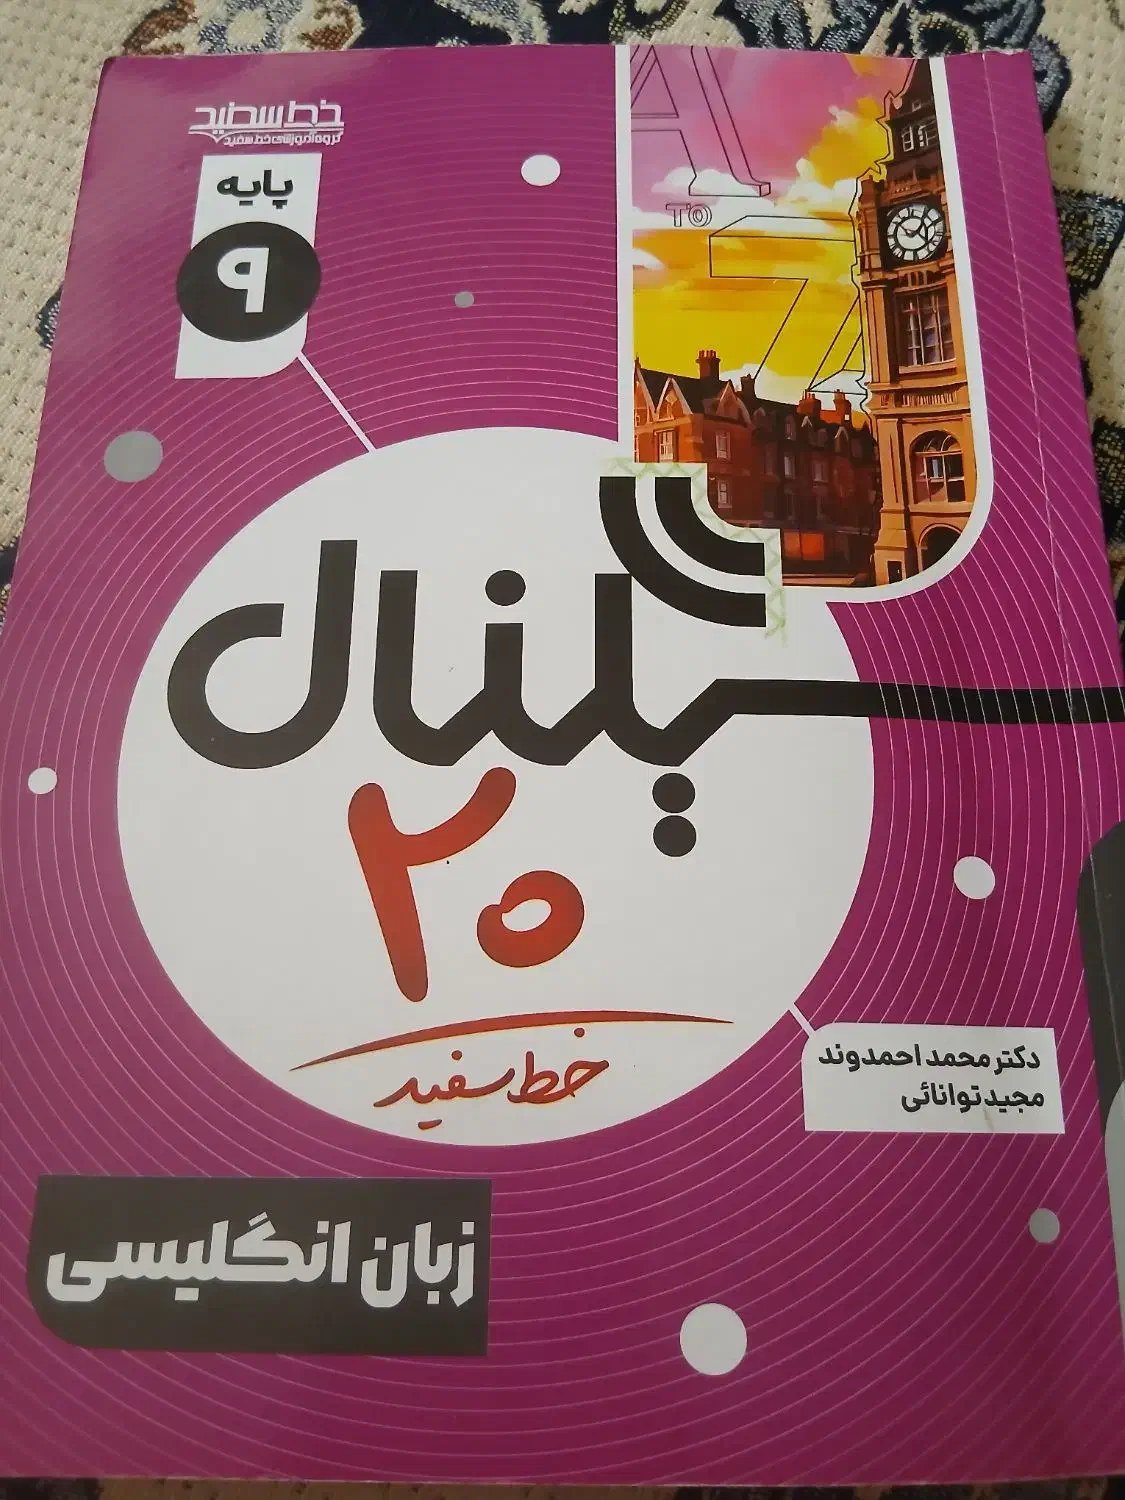 خط سفید
گروه آموزشی خط سفید
پایه
۹
A
TO
Z
سیگنال
۲۰
خط سفید
دکتر محمد احمدوند
مجید توانائی
زبان انگلیسی